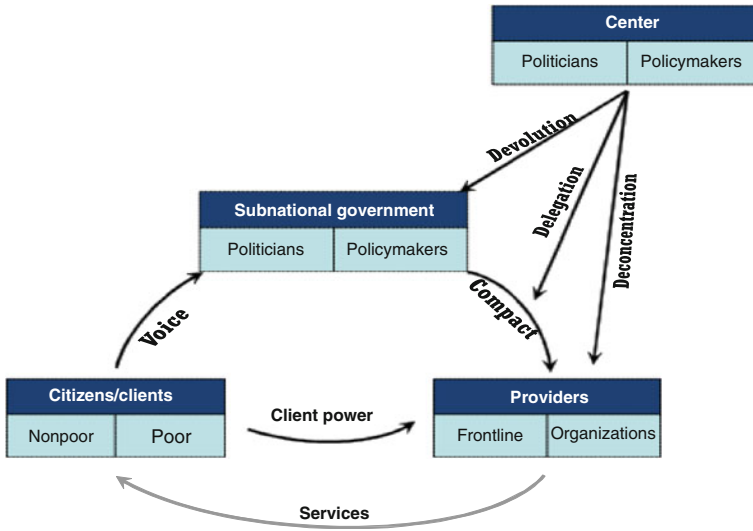 Center
Politicians
Policymakers
Devolution
Delegation
Deconcentration
Subnational government
Politicians
Policymakers
Voice
Compact
Citizens/clients
Nonpoor
Poor
Client power
Providers
Frontline
Organizations
Services